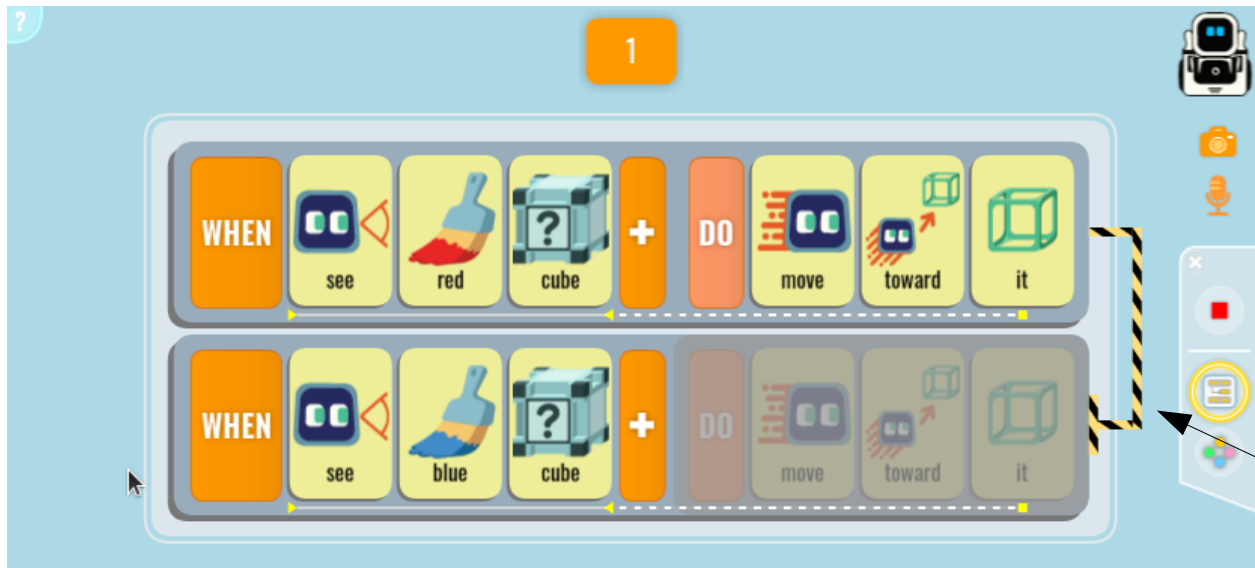 ?
1
WHEN see red cube + DO move toward it
WHEN see blue cube + DO move toward it